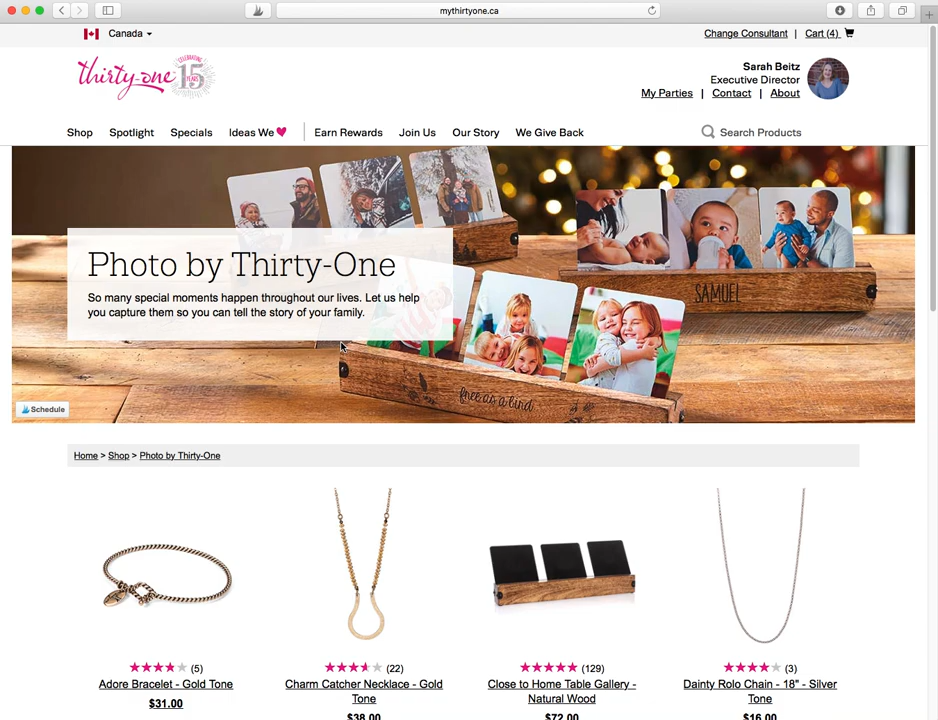 mythirtyone.ca
Canada
Change Consultant | Cart (4)
thirty-one
CELEBRATING
15
YEARS
Sarah Beitz
Executive Director
My Parties | Contact | About
Shop Spotlight Specials Ideas We Earn Rewards Join Us Our Story We Give Back Search Products
SAMUEL
Photo by Thirty-One
So many special moments happen throughout our lives. Let us help
you capture them so you can tell the story of your family.
free as a bird
Schedule
Home > Shop > Photo by Thirty-One
(5) (22) (129) (3)
Adore Bracelet - Gold Tone
$31.00
Charm Catcher Necklace - Gold
Tone
$38.00
Close to Home Table Gallery -
Natural Wood
$72.00
Dainty Rolo Chain - 18" - Silver
Tone
$16.00